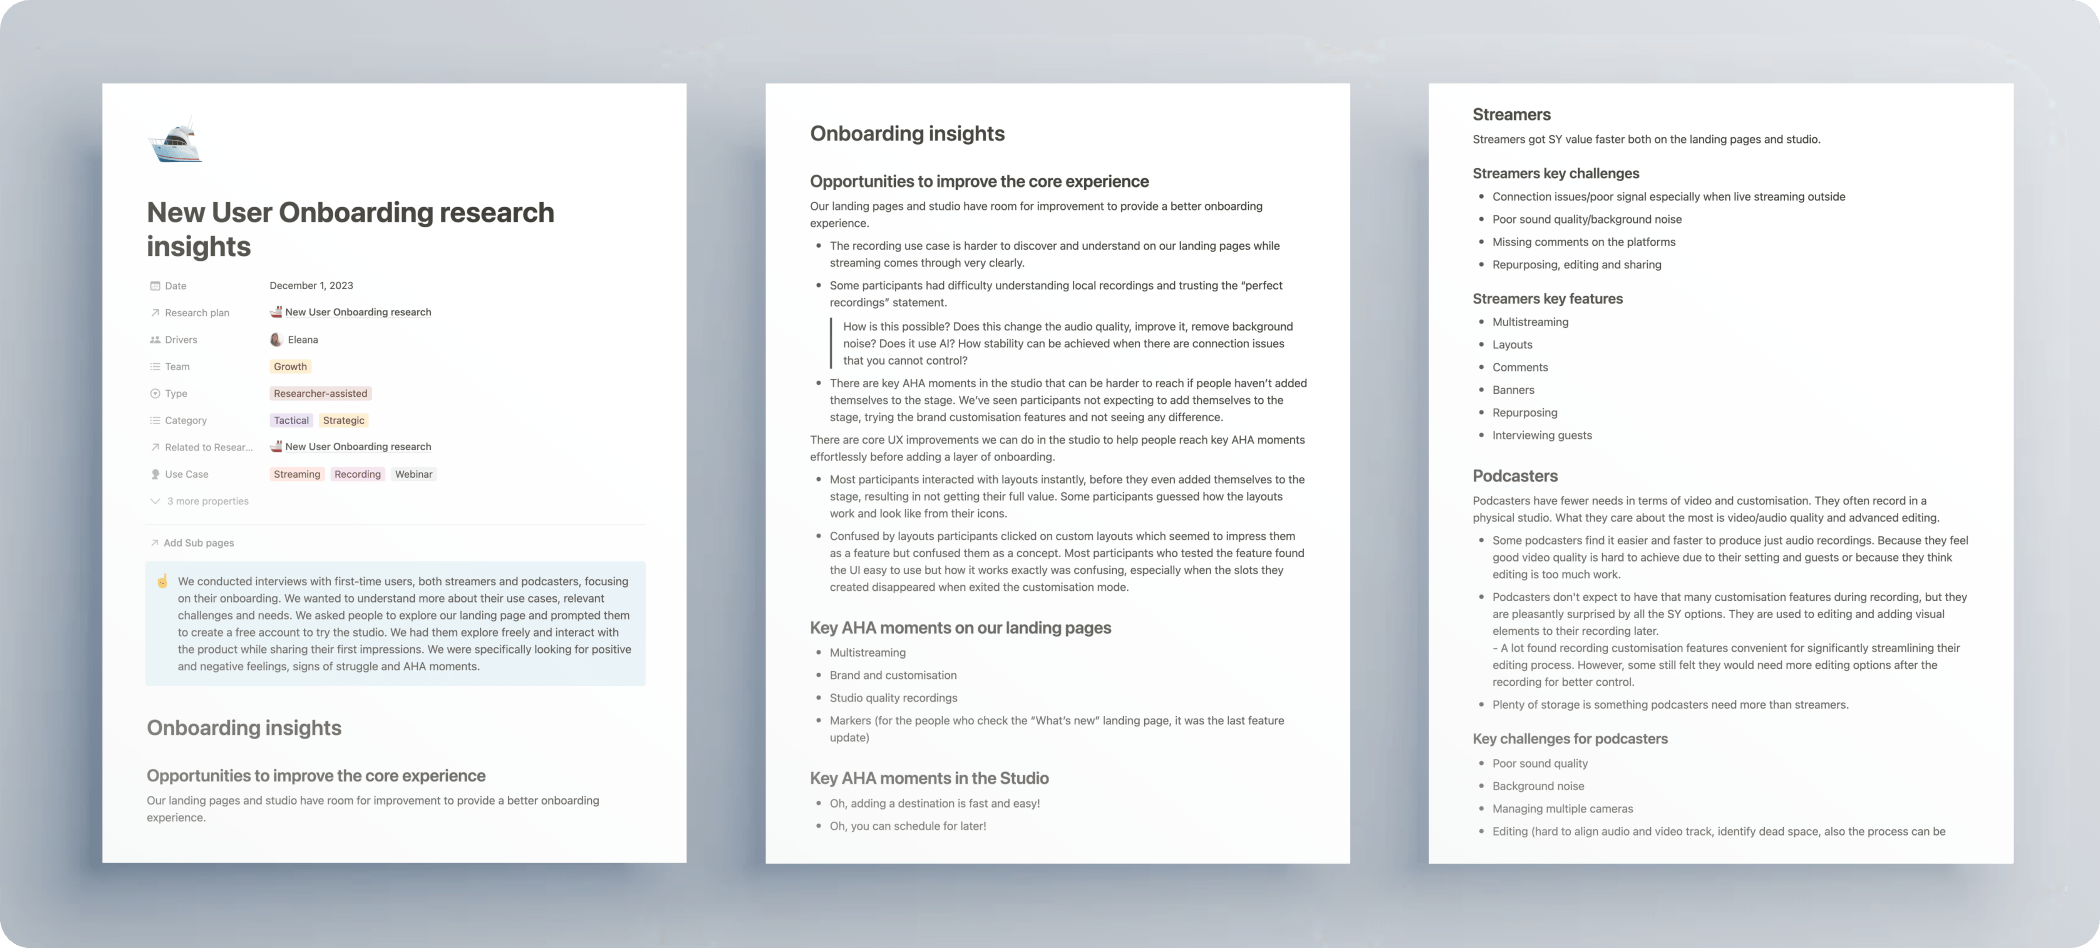 New User Onboarding research
insights
Date December 1, 2023
Research plan New User Onboarding research
Drivers Eleana
Team Growth
Type Researcher-assisted
Category Tactical Strategic
Related to Resear... New User Onboarding research
Use Case Streaming Recording Webinar
3 more properties
Add Sub pages
We conducted interviews with first-time users, both streamers and podcasters, focusing
on their onboarding. We wanted to understand more about their use cases, relevant
challenges and needs. We asked people to explore our landing page and prompted them
to create a free account to try the studio. We had them explore freely and interact with
the product while sharing their first impressions. We were specifically looking for positive
and negative feelings, signs of struggle and AHA moments.
Onboarding insights
Opportunities to improve the core experience
Our landing pages and studio have room for improvement to provide a better onboarding
experience.
Onboarding insights
Opportunities to improve the core experience
Our landing pages and studio have room for improvement to provide a better onboarding
experience.
• The recording use case is harder to discover and understand on our landing pages while
streaming comes through very clearly.
• Some participants had difficulty understanding local recordings and trusting the “perfect
recordings” statement.
How is this possible? Does this change the audio quality, improve it, remove background
noise? Does it use AI? How stability can be achieved when there are connection issues
that you cannot control?
• There are key AHA moments in the studio that can be harder to reach if people haven’t added
themselves to the stage. We’ve seen participants not expecting to add themselves to the
stage, trying the brand customisation features and not seeing any difference.
There are core UX improvements we can do in the studio to help people reach key AHA moments
effortlessly before adding a layer of onboarding.
• Most participants interacted with layouts instantly, before they even added themselves to the
stage, resulting in not getting their full value. Some participants guessed how the layouts
work and look like from their icons.
• Confused by layouts participants clicked on custom layouts which seemed to impress them
as a feature but confused them as a concept. Most participants who tested the feature found
the UI easy to use but how it works exactly was confusing, especially when the slots they
created disappeared when exited the customisation mode.
Key AHA moments on our landing pages
• Multistreaming
• Brand and customisation
• Studio quality recordings
• Markers (for the people who check the “What’s new” landing page, it was the last feature
update)
Key AHA moments in the Studio
• Oh, adding a destination is fast and easy!
• Oh, you can schedule for later!
Streamers
Streamers got SY value faster both on the landing pages and studio.
Streamers key challenges
• Connection issues/poor signal especially when live streaming outside
• Poor sound quality/background noise
• Missing comments on the platforms
• Repurposing, editing and sharing
Streamers key features
• Multistreaming
• Layouts
• Comments
• Banners
• Repurposing
• Interviewing guests
Podcasters
Podcasters have fewer needs in terms of video and customisation. They often record in a
physical studio. What they care about the most is video/audio quality and advanced editing.
• Some podcasters find it easier and faster to produce just audio recordings. Because they feel
good video quality is hard to achieve due to their setting and guests or because they think
editing is too much work.
• Podcasters don't expect to have that many customisation features during recording, but they
are pleasantly surprised by all the SY options. They are used to editing and adding visual
elements to their recording later.
- A lot found recording customisation features convenient for significantly streamlining their
editing process. However, some still felt they would need more editing options after the
recording for better control.
• Plenty of storage is something podcasters need more than streamers.
Key challenges for podcasters
• Poor sound quality
• Background noise
• Managing multiple cameras
• Editing (hard to align audio and video track, identify dead space, also the process can be